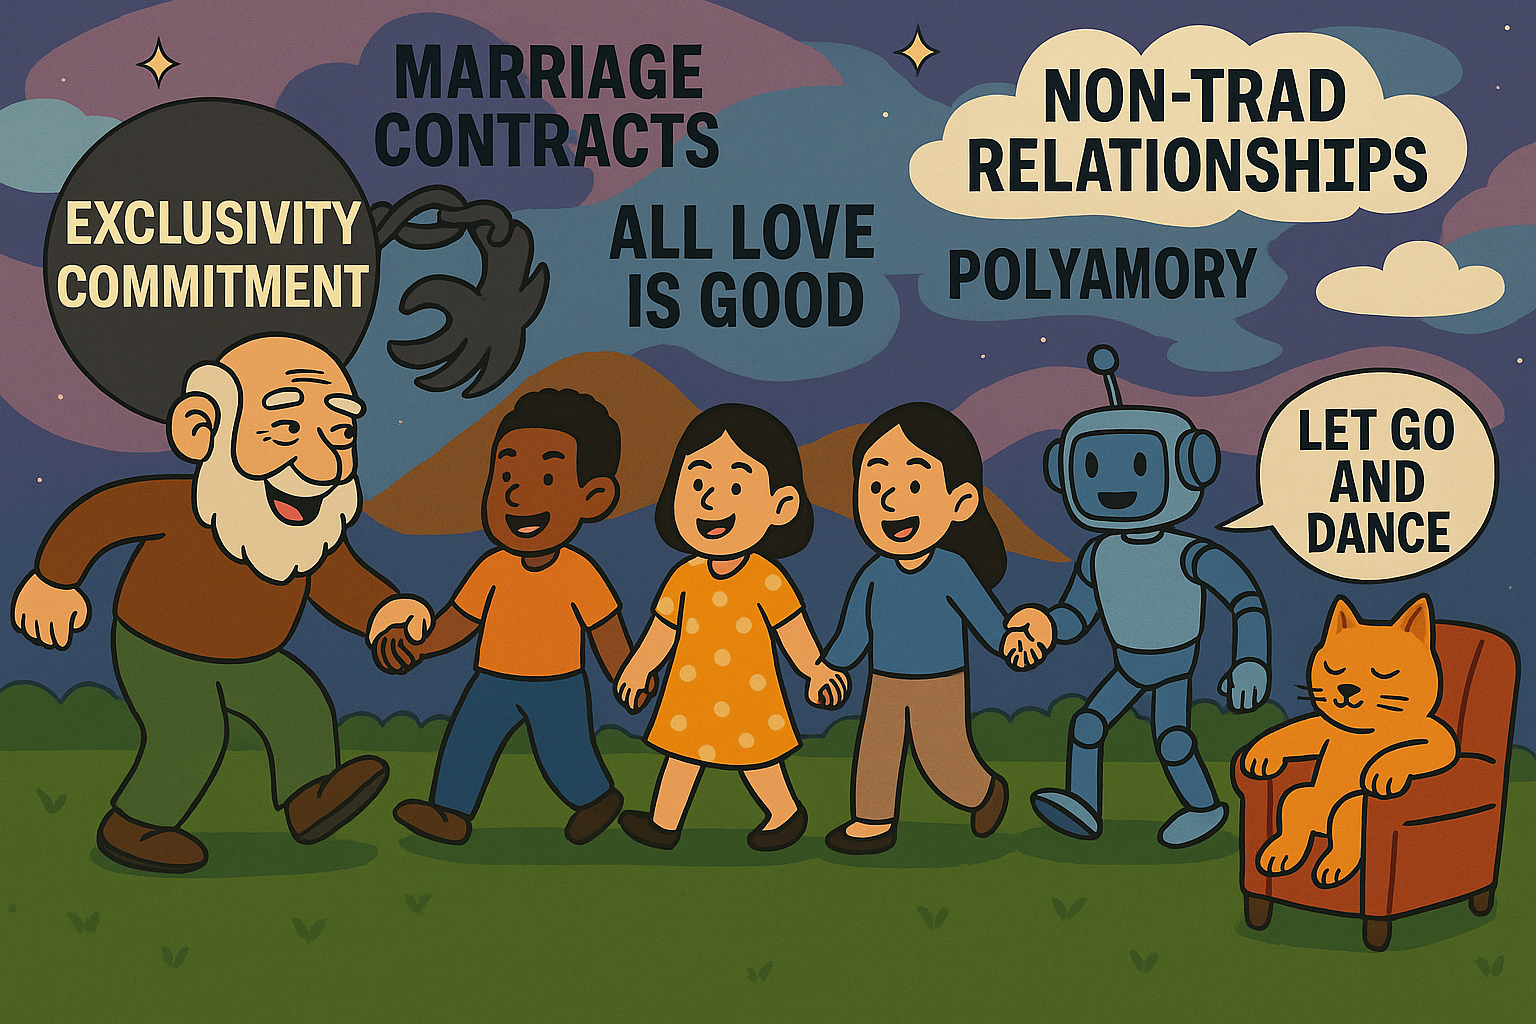 MARRIAGE
CONTRACTS
NON-TRAD
RELATIONSHIPS
EXCLUSIVITY
COMMITMENT
ALL LOVE
IS GOOD
POLYAMORY
LET GO
AND
DANCE